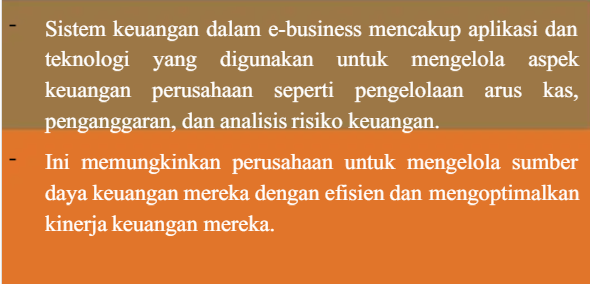 - Sistem keuangan dalam e-business mencakup aplikasi dan
teknologi yang digunakan untuk mengelola aspek
keuangan perusahaan seperti pengelolaan arus kas,
penganggaran, dan analisis risiko keuangan.
- Ini memungkinkan perusahaan untuk mengelola sumber
daya keuangan mereka dengan efisien dan mengoptimalkan
kinerja keuangan mereka.